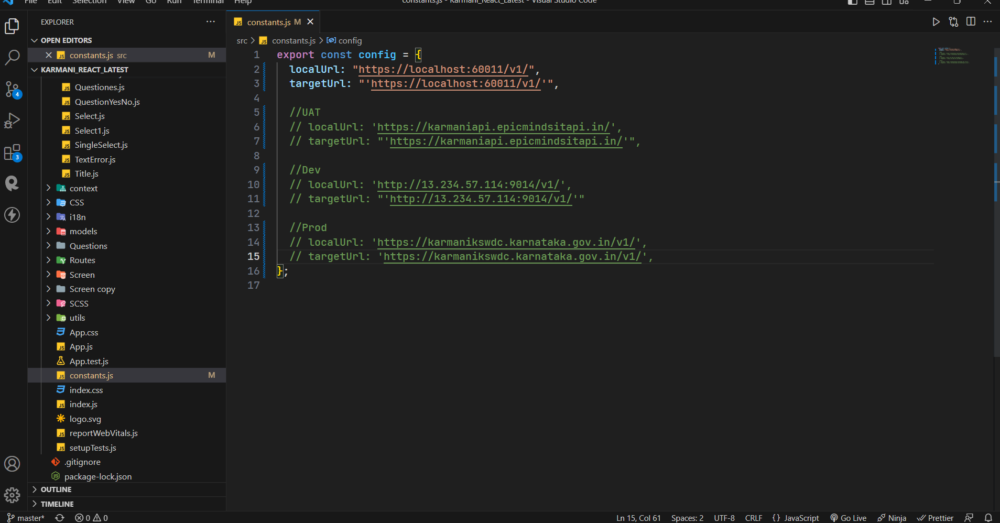 File Edit Selection View Go Run Terminal Help
constants.js - Karmani_React_Latest - Visual Studio Code
EXPLORER
OPEN EDITORS
constants.js src M
KARMANI_REACT_LATEST
Questiones.js
QuestionYesNo.js
Select.js
Select1.js
SingleSelect.js
TextError.js
Title.js
context
CSS
i18n
models
Questions
Routes
Screen
Screen copy
SCSS
utils
App.css
App.js
App.test.js
constants.js M
index.css
index.js
logo.svg
reportWebVitals.js
setupTests.js
.gitignore
package-lock.json
OUTLINE
TIMELINE
4
3
constants.js M
src > constants.js > config
1 export const config = {
2 localUrl: "https://localhost:60011/v1/",
3 targetUrl: "'https://localhost:60011/v1/'",
4
5 //UAT
6 // localUrl: 'https://karmaniapi.epicmindsitapi.in/',
7 // targetUrl: "'https://karmaniapi.epicmindsitapi.in/'",
8
9 //Dev
10 // localUrl: 'http://13.234.57.114:9014/v1/',
11 // targetUrl: "'http://13.234.57.114:9014/v1/'"
12
13 //Prod
14 // localUrl: 'https://karmanikswdc.karnataka.gov.in/v1/',
15 // targetUrl: 'https://karmanikswdc.karnataka.gov.in/v1/',
16 };
17
master* 0 0 Ln 15, Col 61 Spaces: 2 UTF-8 CRLF {} JavaScript Go Live Ninja Prettier